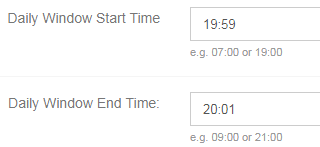 Daily Window Start Time
19:59
e.g. 07:00 or 19:00
Daily Window End Time:
20:01
e.g. 09:00 or 21:00